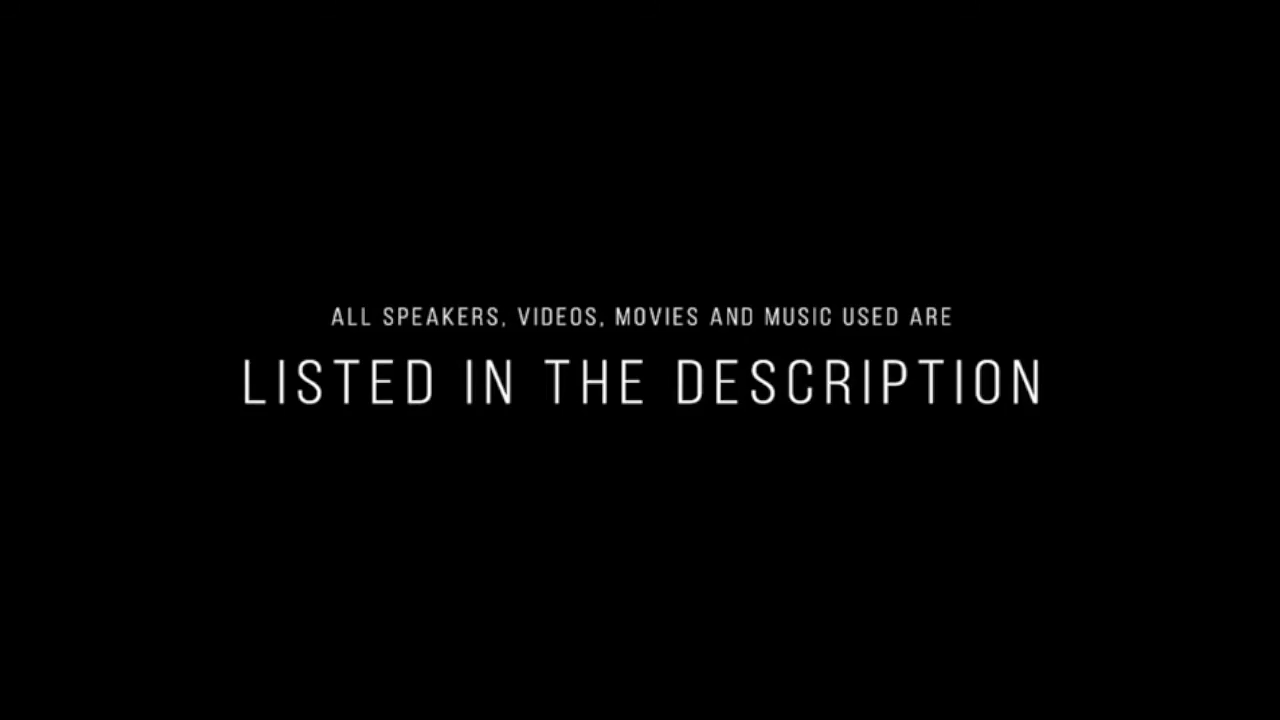 ALL SPEAKERS, VIDEOS, MOVIES AND MUSIC USED ARE
LISTED IN THE DESCRIPTION